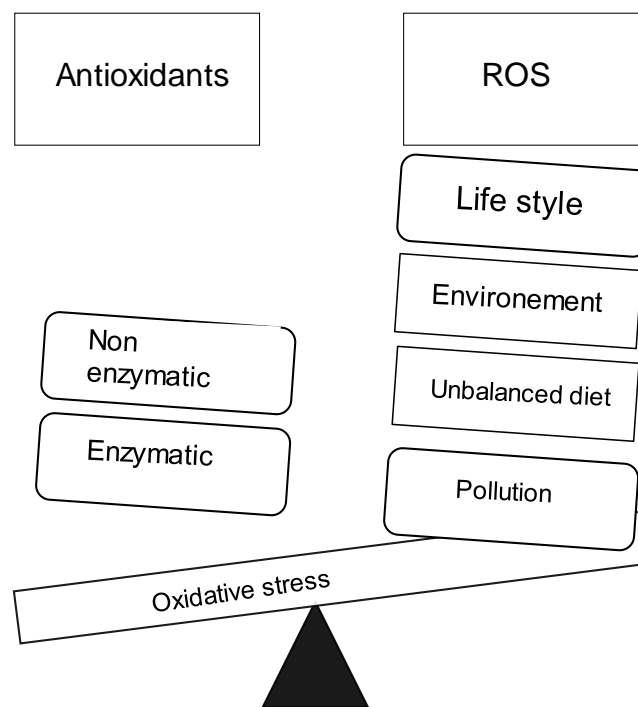 Antioxidants
ROS
Life style
Environement
Non
enzymatic
Unbalanced diet
Enzymatic
Pollution
Oxidative stress